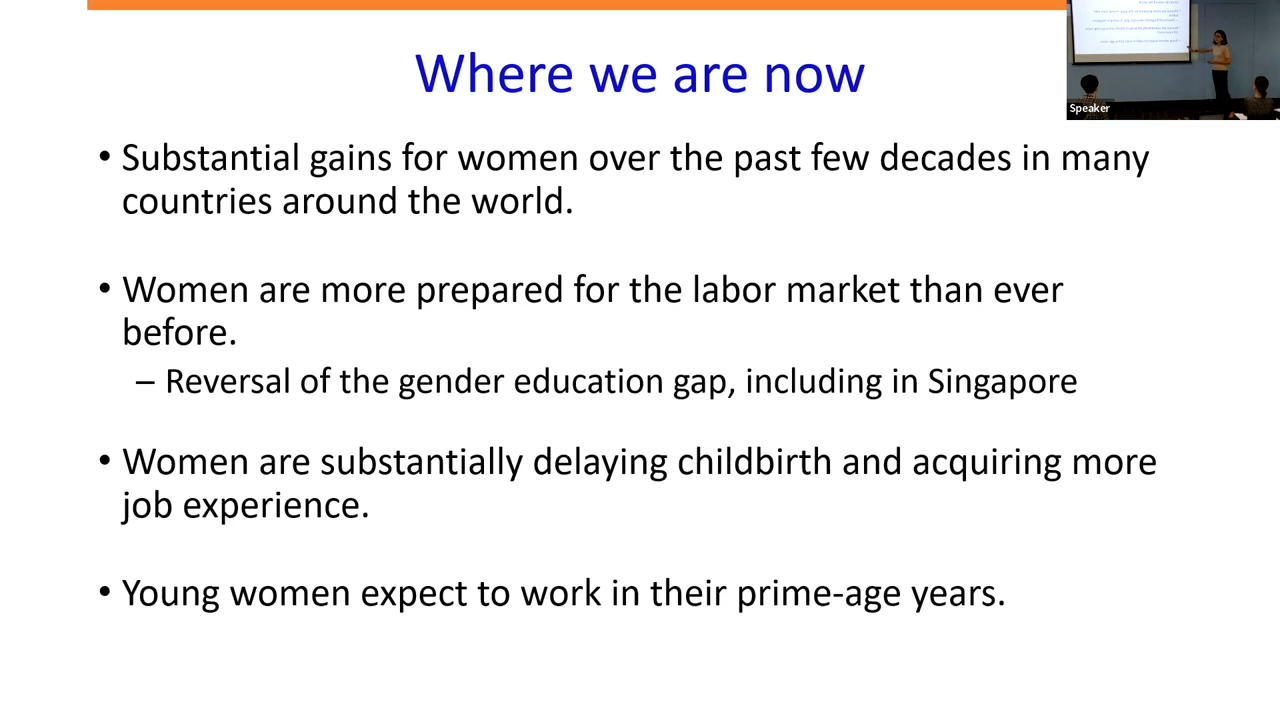 Where we are now
Speaker
• Substantial gains for women over the past few decades in many
countries around the world.
• Women are more prepared for the labor market than ever
before.
– Reversal of the gender education gap, including in Singapore
• Women are substantially delaying childbirth and acquiring more
job experience.
• Young women expect to work in their prime-age years.